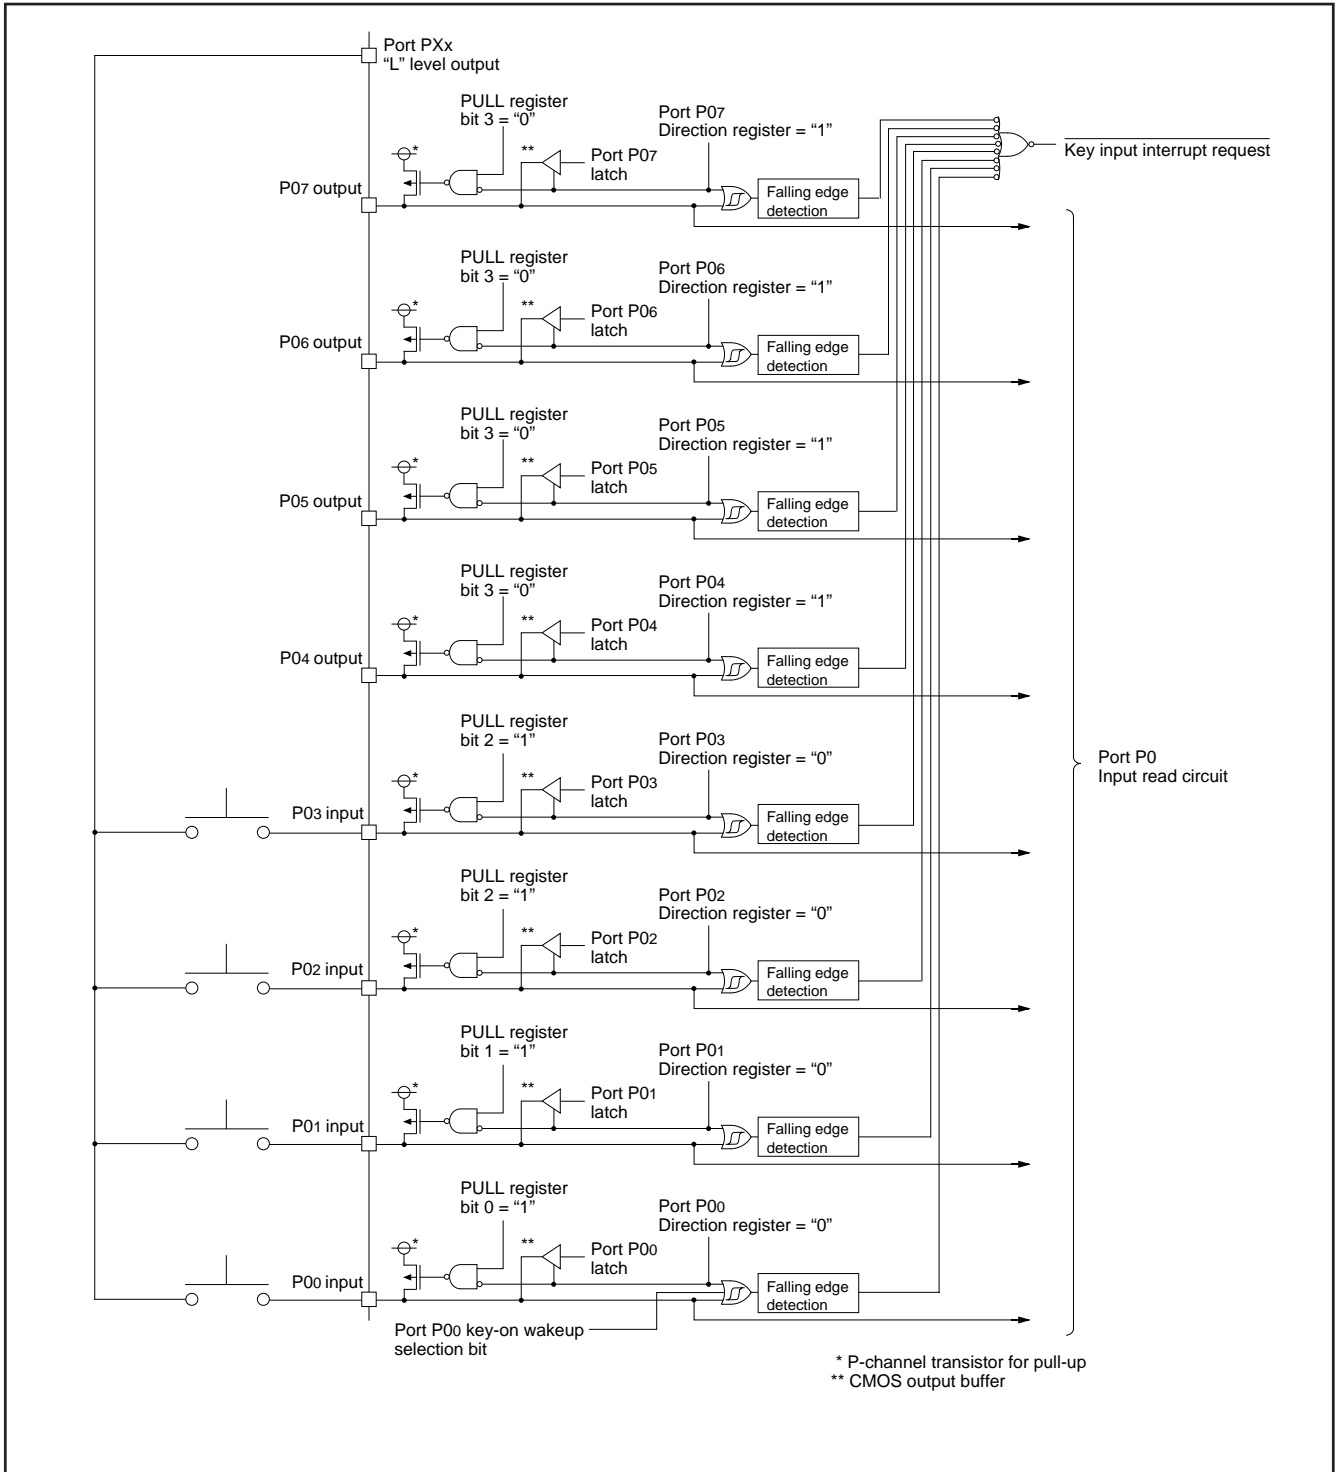 Port PXx
“L” level output
PULL register
bit 3 = “0”
Port P07
Direction register = “1”
*
**
Port P07
latch
Key input interrupt request
P07 output
Falling edge
detection
PULL register
bit 3 = “0”
Port P06
Direction register = “1”
*
**
Port P06
latch
P06 output
Falling edge
detection
PULL register
bit 3 = “0”
Port P05
Direction register = “1”
*
**
Port P05
latch
P05 output
Falling edge
detection
PULL register
bit 3 = “0”
Port P04
Direction register = “1”
*
**
Port P04
latch
P04 output
Falling edge
detection
PULL register
bit 2 = “1”
Port P03
Direction register = “0”
Port P0
Input read circuit
*
**
Port P03
latch
P03 input
Falling edge
detection
PULL register
bit 2 = “1”
Port P02
Direction register = “0”
*
**
Port P02
latch
P02 input
Falling edge
detection
PULL register
bit 1 = “1”
Port P01
Direction register = “0”
*
**
Port P01
latch
P01 input
Falling edge
detection
PULL register
bit 0 = “1”
Port P00
Direction register = “0”
*
**
Port P00
latch
P00 input
Falling edge
detection
Port P00 key-on wakeup
selection bit
* P-channel transistor for pull-up
** CMOS output buffer